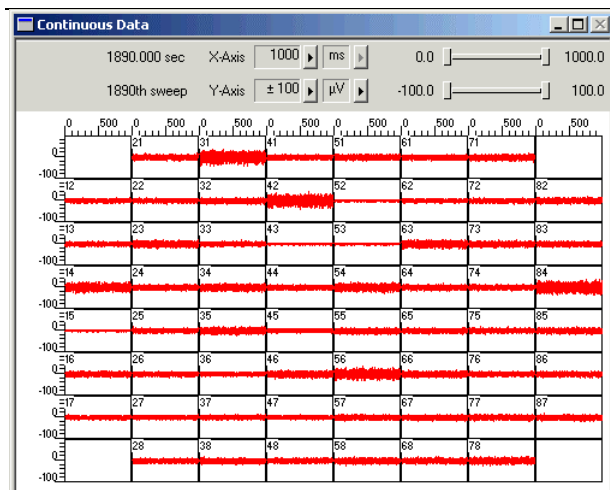 Continuous Data
1890.000 sec X-Axis 1000 ms 0.0 1000.0
1890th sweep Y-Axis ± 100 µV -100.0 100.0
0 500 0 500 0 500 0 500 0 500 0 500 0 500 0 500
0 21 31 41 51 61 71
-100
0 12 22 32 42 52 62 72 82
-100
0 13 23 33 43 53 63 73 83
-100
0 14 24 34 44 54 64 74 84
-100
0 15 25 35 45 55 65 75 85
-100
0 16 26 36 46 56 66 76 86
-100
0 17 27 37 47 57 67 77 87
-100
0 28 38 48 58 68 78
-100